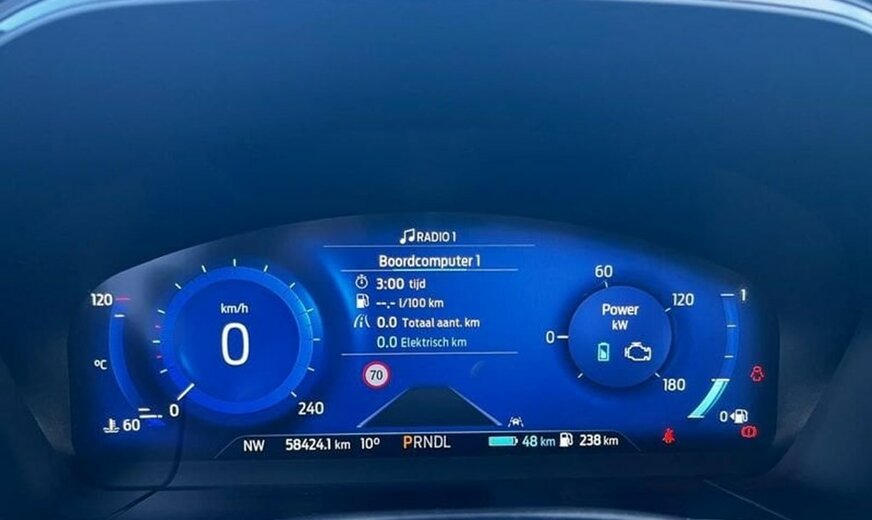 RADIO 1
Boordcomputer 1
3:00 tijd
--.- l/100 km
0.0 Totaal aant. km
0.0 Elektrisch km
120
°C
60
km/h
0
0
240
70
60
0
120
180
Power
kW
1
0
NW 58424.1 km 10° PRNDL 48 km 238 km